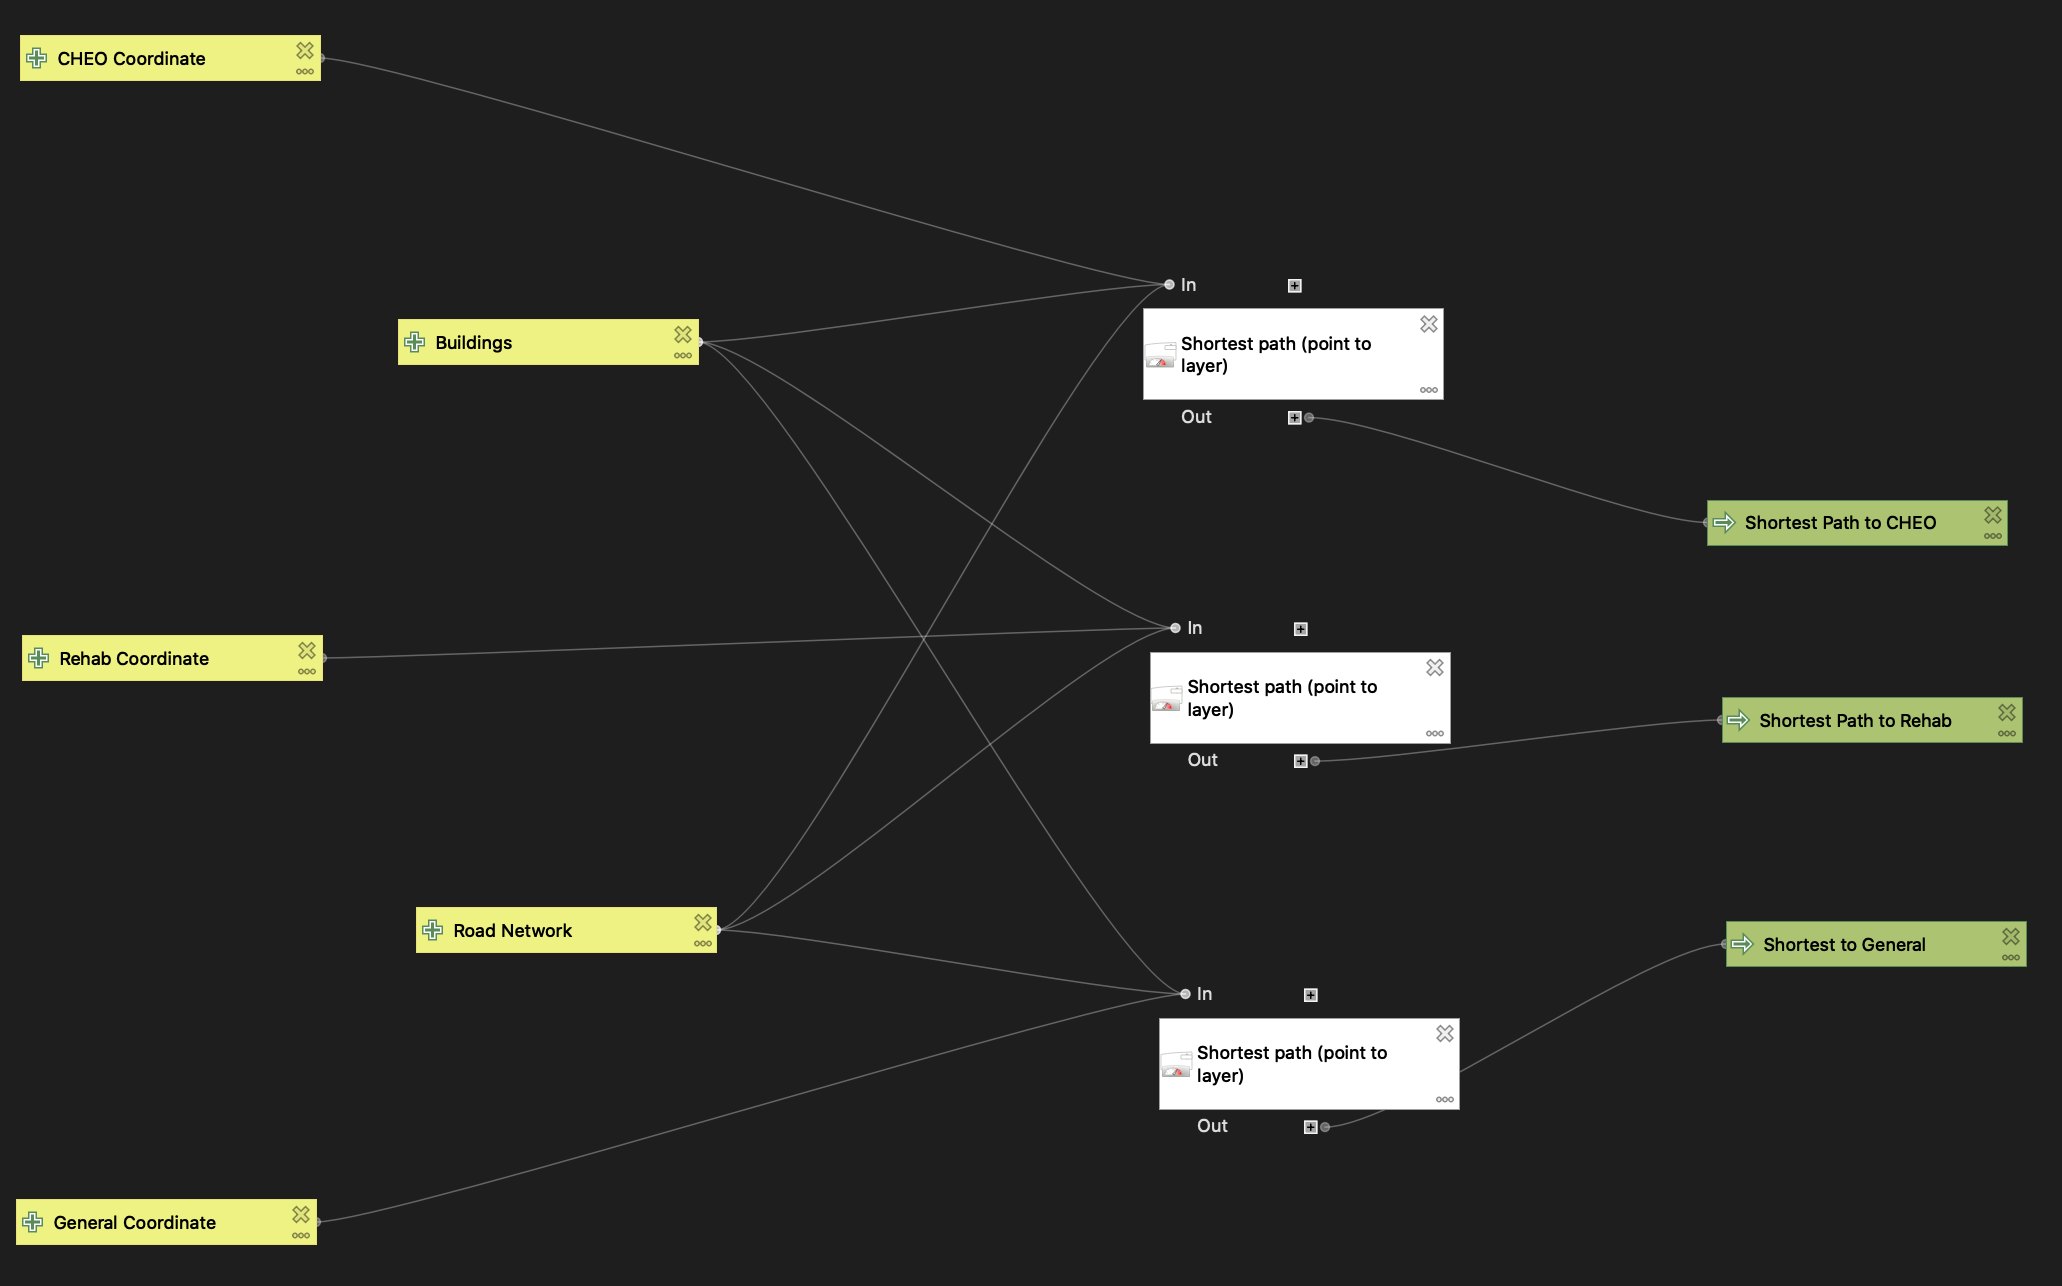 CHEO Coordinate
In
Buildings
Shortest path (point to
layer)
Out
Shortest Path to CHEO
In
Rehab Coordinate
Shortest path (point to
layer)
Shortest Path to Rehab
Out
Road Network
Shortest to General
In
Shortest path (point to
layer)
Out
General Coordinate